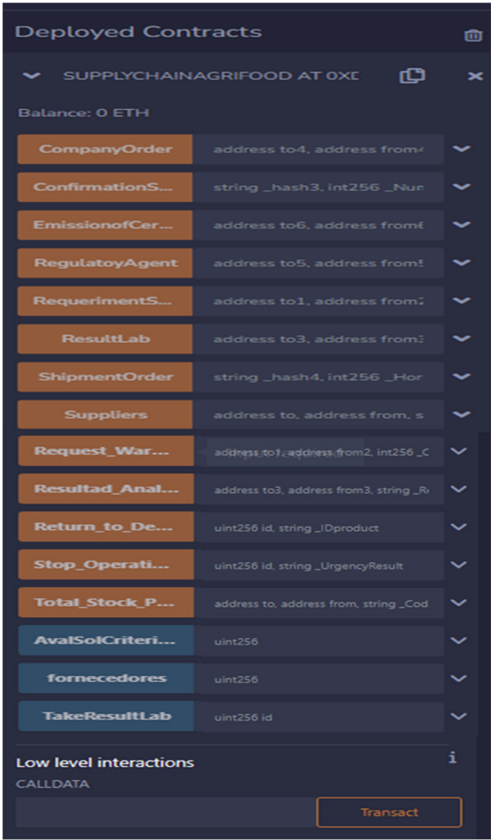 Deployed Contracts
SUPPLYCHAINAGRIFOOD AT 0XD
Balance: 0 ETH
CompanyOrder address to4, address from4
ConfirmationS... string _hash3, int256 _Nun
EmissionofCer... address to6, address from6
RegulatoyAgent address to5, address from5
RequerimentS... address to1, address from2
ResultLab address to3, address from3
ShipmentOrder string _hash4, int256 _Hor
Suppliers address to, address from, s
Request_War... address to1, address from2, int256 _C
Resultad_Anal... address to3, address from3, string _R
Return_to_De... uint256 id, string _IDproduct
Stop_Operati... uint256 id, string _UrgencyResult
Total_Stock_P... address to, address from, string _Cod
AvalSolCriteri... uint256
fornecedores uint256
TakeResultLab uint256 id
Low level interactions i
CALLDATA
Transact